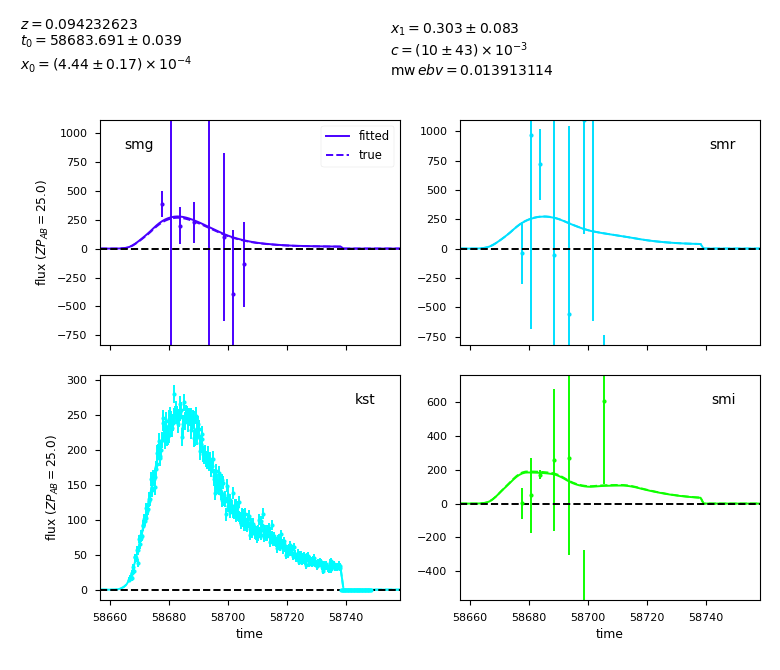 z = 0.094232623
t₀ = 58683.691 ± 0.039
x₀ = (4.44 ± 0.17) × 10⁻⁴
x₁ = 0.303 ± 0.083
c = (10 ± 43) × 10⁻³
mw ebv = 0.013913114
smg
fitted
true
1000
750
500
250
0
−250
−500
−750
flux (ZP_AB = 25.0)
smr
1000
750
500
250
0
−250
−500
−750
kst
300
250
200
150
100
50
0
flux (ZP_AB = 25.0)
58660 58680 58700 58720 58740
time
smi
600
400
200
0
−200
−400
58660 58680 58700 58720 58740
time